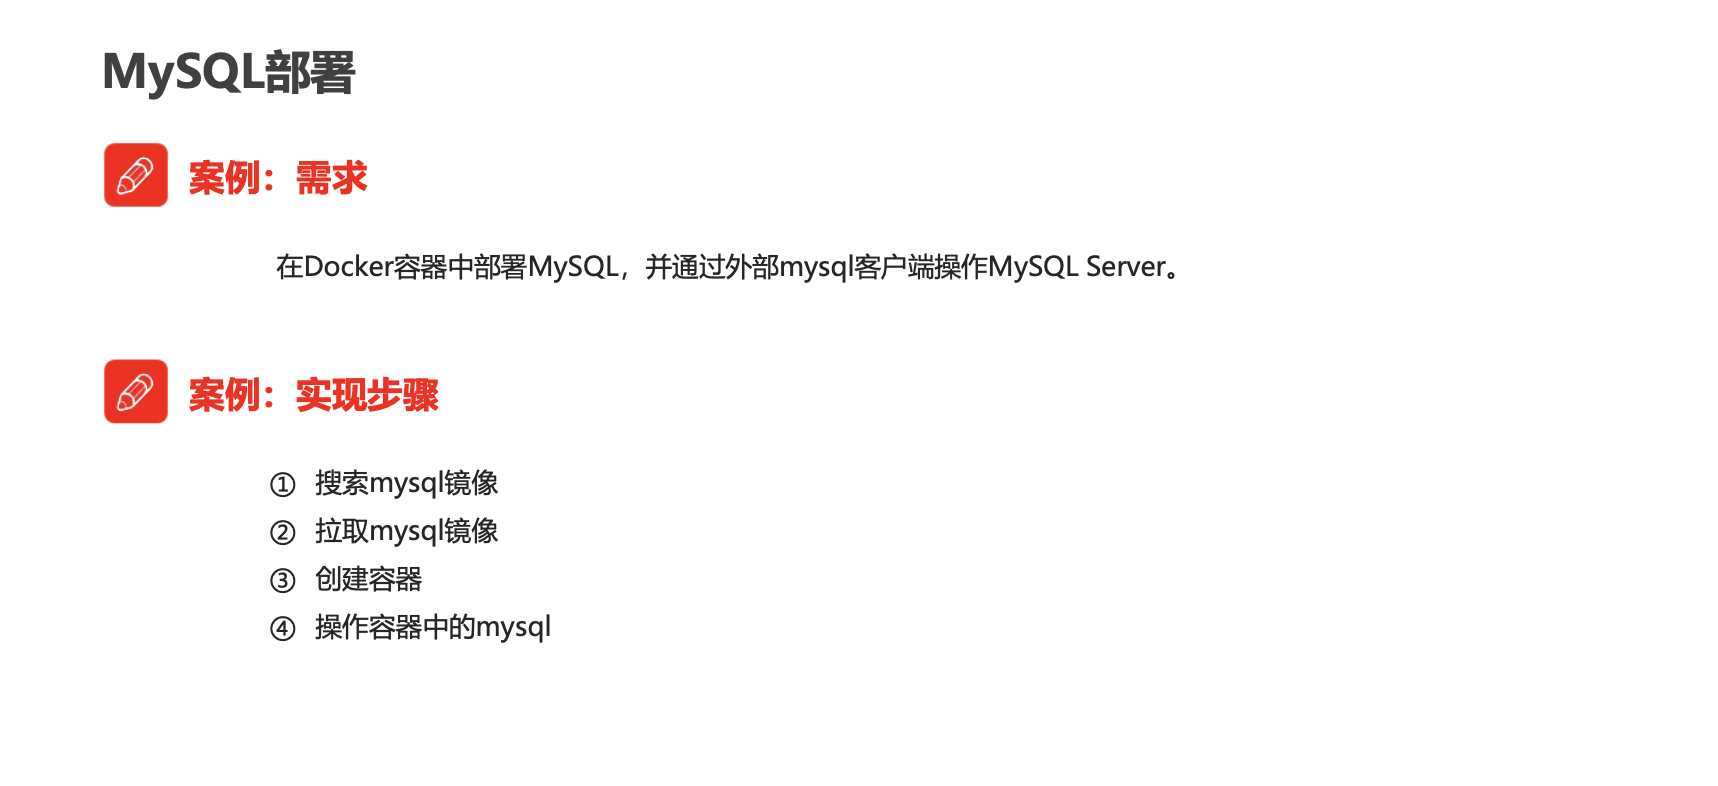 MySQL部署
案例：需求
在Docker容器中部署MySQL，并通过外部mysql客户端操作MySQL Server。
案例：实现步骤
① 搜索mysql镜像
② 拉取mysql镜像
③ 创建容器
④ 操作容器中的mysql